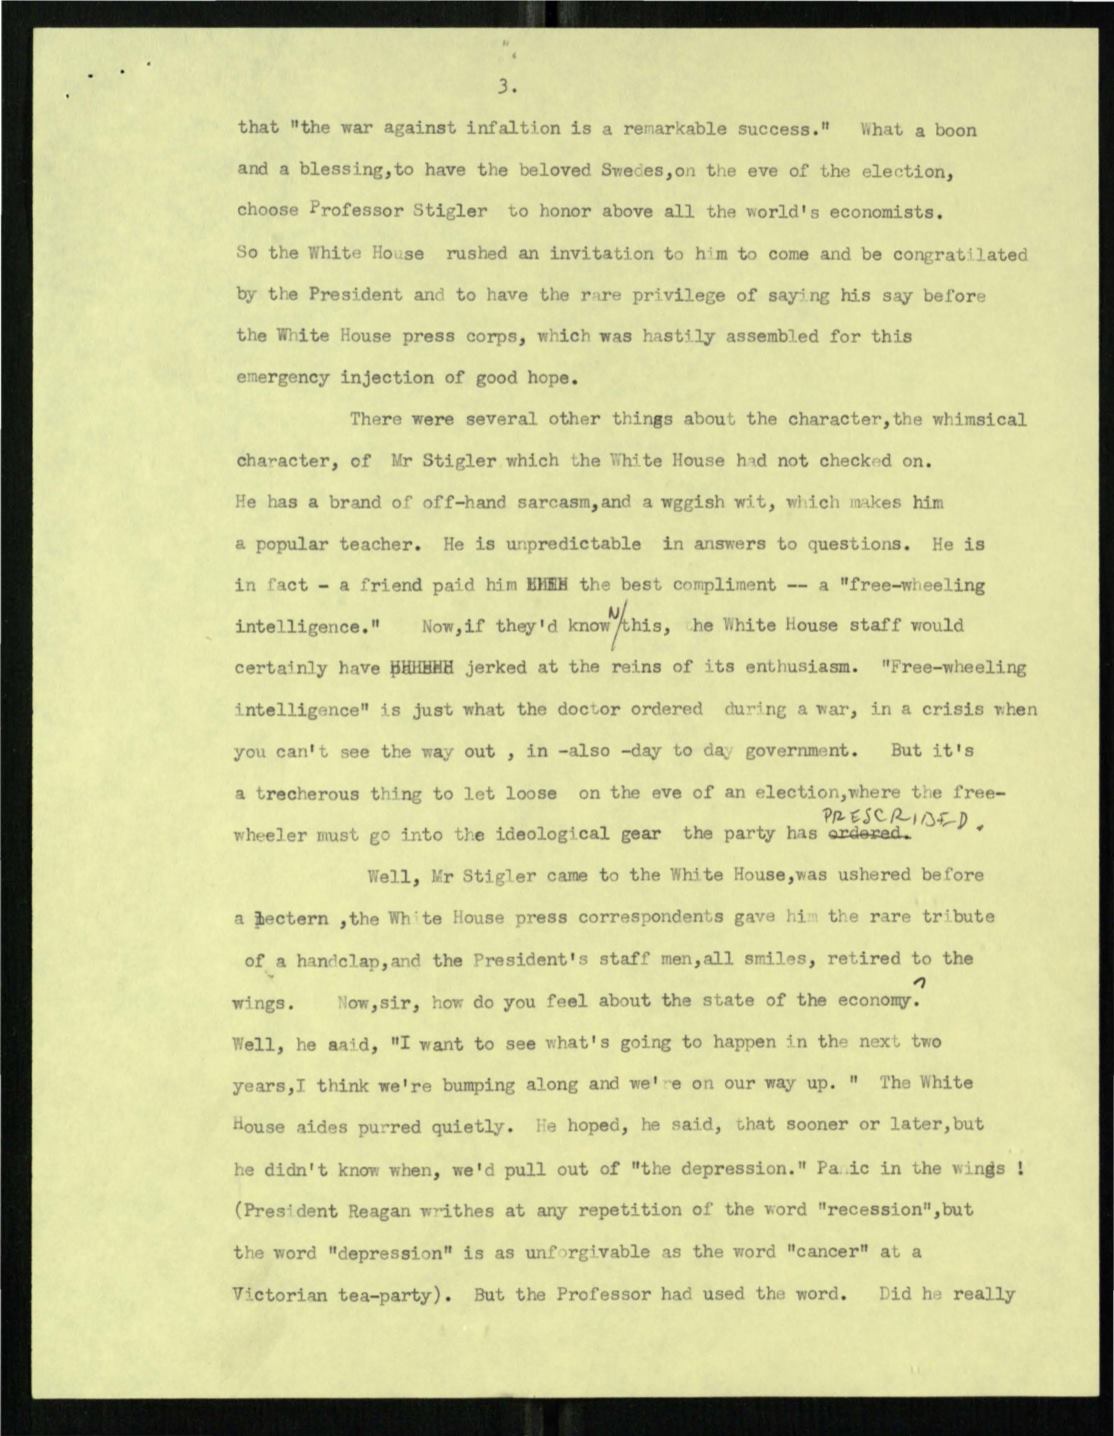 3.
that "the war against infaltion is a remarkable success." What a boon
and a blessing,to have the beloved Swedes,on the eve of the election,
choose Professor Stigler to honor above all the world's economists.
So the White House rushed an invitation to him to come and be congratilated
by the President and to have the rare privilege of saying his say before
the White House press corps, which was hastily assembled for this
emergency injection of good hope.
There were several other things about the character,the whimsical
character, of Mr Stigler which the White House had not checked on.
He has a brand of off-hand sarcasm,and a wggish wit, which makes him
a popular teacher. He is unpredictable in answers to questions. He is
in fact - a friend paid him the best compliment -- a "free-wheeling
intelligence." Now,if they'd known/this, he White House staff would
certainly have jerked at the reins of its enthusiasm. "Free-wheeling
intelligence" is just what the doctor ordered during a war, in a crisis when
you can't see the way out , in -also -day to day government. But it's
a trecherous thing to let loose on the eve of an election,where the free-
wheeler must go into the ideological gear the party has ordered. PRESCRIBED.
Well, Mr Stigler came to the White House,was ushered before
a lectern ,the White House press correspondents gave him the rare tribute
of a handclap,and the President's staff men,all smiles, retired to the
wings. Now,sir, how do you feel about the state of the economy?
Well, he aaid, "I want to see what's going to happen in the next two
years,I think we're bumping along and we're on our way up. " The White
House aides purred quietly. He hoped, he said, that sooner or later,but
he didn't know when, we'd pull out of "the depression." Panic in the wings !
(President Reagan writhes at any repetition of the word "recession",but
the word "depression" is as unforgivable as the word "cancer" at a
Victorian tea-party). But the Professor had used the word. Did he really